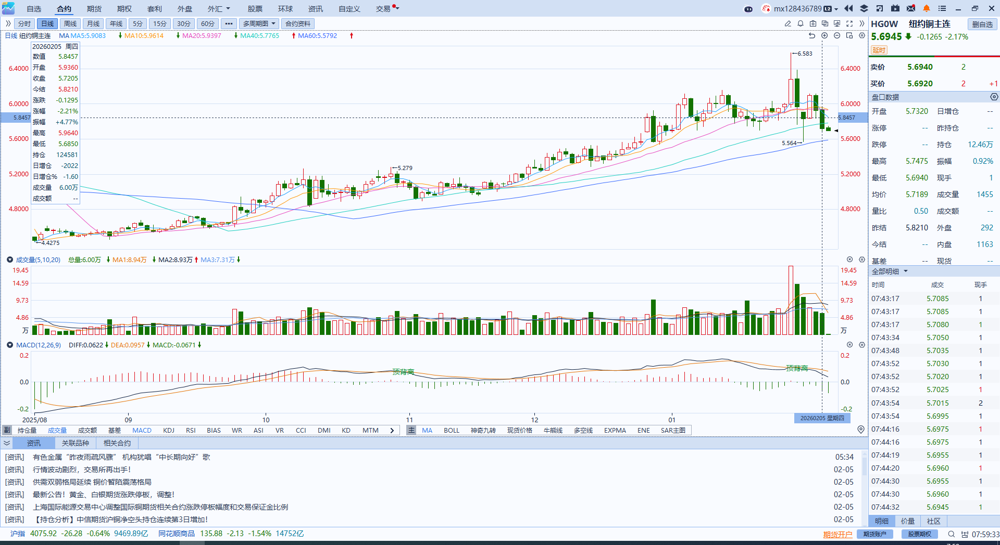 自选 合约 期货 期权 套利 外盘 外汇 股票 环球 资讯 自定义 交易 mx128436789 L2
分时 日线 周线 月线 年线 5分 15分 30分 60分 ••• 多周期图 合约资料
日线 纽约铜主连 MA MA5:5.9083 MA10:5.9614 MA20:5.9397 MA40:5.7765 MA60:5.5792
20260205 周四
数值 5.8457
开盘 5.9360
收盘 5.7205
今结 5.8210
涨跌 -0.1295
涨幅 -2.21%
振幅 +4.77%
最高 5.9640
最低 5.6850
持仓 124581
日增仓 -2022
日增仓% -1.60
成交量 6.00万
成交额 --
6.4000 6.4000
6.0000 6.0000
5.8457 5.8457
5.6000 5.6000
5.2000 5.2000
4.8000 4.8000
6.583
5.564
5.279
4.4275
成交量(5,10,20) 总量:6.00万 MA1:8.94万 MA2:8.93万 MA3:7.31万
19.45 19.45
14.59 14.59
9.73 9.73
4.86 4.86
万 万
MACD(12,26,9) DIFF:0.0622 DEA:0.0957 MACD:-0.0671
0.2 0.2
顶背离 顶背离
0.0 0.0
-0.2 -0.2
2025/08 09 10 11 12 01 20260205 星期四
副 持仓量 成交量 成交额 基差 MACD KDJ RSI BIAS WR ASI VR CCI DMI KD MTM 主 MA BOLL 神奇九转 现货价格 牛熊线 多空线 EXPMA ENE SAR主图
资讯 关联品种 相关合约
[资讯] 有色金属“昨夜雨疏风骤” 机构犹唱“中长期向好”歌 05:34
[资讯] 行情波动剧烈，交易所再出手！ 02-05
[资讯] 供需双弱格局延续 铜价暂陷震荡格局 02-05
[资讯] 最新公告！黄金、白银期货涨跌停板，调整！ 02-05
[资讯] 上海国际能源交易中心调整国际铜期货相关合约涨跌停板幅度和交易保证金比例 02-05
[资讯] 【持仓分析】中信期货沪铜净空头持仓连续第3日增加！ 02-05
HG0W 纽约铜主连 删自选
5.6945 -0.1265 -2.17%
延时
卖价 5.6940 2
买价 5.6920 2 +1
盘口数据
开盘 5.7320 日增仓 --
涨停 -- 昨持仓 --
跌停 -- 持仓 12.46万
最高 5.7475 振幅 0.92%
最低 5.6940 现手 1
均价 5.7189 成交量 1455
量比 0.50 成交额 --
昨结 5.8210 外盘 292
今结 -- 内盘 1163
基差 -- 现货 --
全部明细
时间 成交 现手
07:43:17 5.7085 1
07:43:17 5.7085 1
07:43:17 5.7080 1
07:43:34 5.7050 1
07:43:48 5.7035 1
07:43:52 5.7030 1
07:43:52 5.7020 1
07:43:52 5.7025 1
07:43:54 5.7015 2
07:43:54 5.6995 1
07:44:16 5.6975 1
07:44:16 5.6975 1
07:44:19 5.6955 1
07:44:20 5.6960 1
07:44:30 5.6955 1
07:44:30 5.6960 1
07:44:32 5.6945 1
明细 价量 社区
沪指 4075.92 -26.28 -0.64% 9469.89亿 同花顺商品 135.88 -2.13 -1.54% 14752亿 期货开户 期货账户 股票期权 07:59:33